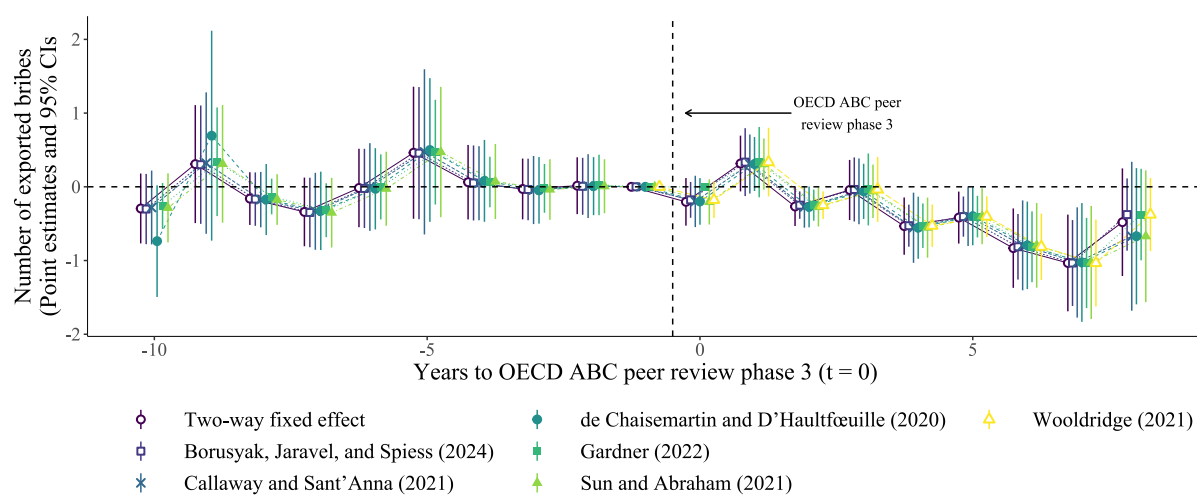 Number of exported bribes
(Point estimates and 95% CIs
2
1
0
-1
-2
OECD ABC peer
review phase 3
-10
-5
0
5
Years to OECD ABC peer review phase 3 (t = 0)
Two-way fixed effect
de Chaisemartin and D’Haultfœuille (2020)
Wooldridge (2021)
Borusyak, Jaravel, and Spiess (2024)
Gardner (2022)
Callaway and Sant’Anna (2021)
Sun and Abraham (2021)